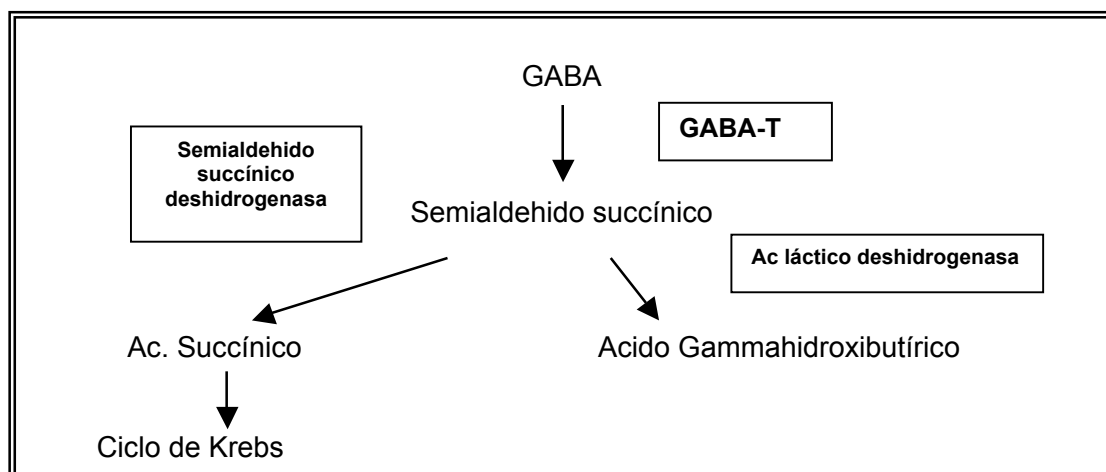 GABA
GABA-T
Semialdehido
succínico
deshidrogenasa
Semialdehido succínico
Ac láctico deshidrogenasa
Ac. Succínico
Acido Gammahidroxibutírico
Ciclo de Krebs